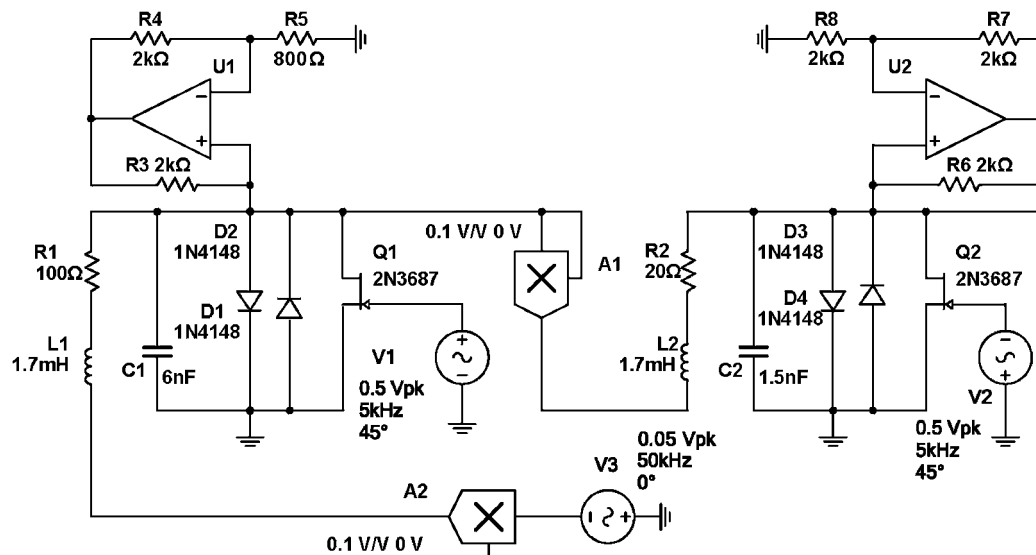 R4
2kΩ
R5
800Ω
U1
−
+
R3 2kΩ
R8
2kΩ
R7
2kΩ
U2
−
+
R6 2kΩ
R1
100Ω
L1
1.7mH
C1
6nF
D2
1N4148
D1
1N4148
Q1
2N3687
V1
+
−
0.5 Vpk
5kHz
45°
0.1 V/V 0 V
A1
R2
20Ω
L2
1.7mH
C2
1.5nF
D3
1N4148
D4
1N4148
Q2
2N3687
−
+
V2
0.5 Vpk
5kHz
45°
0.05 Vpk
50kHz
0°
V3
−
+
A2
0.1 V/V 0 V